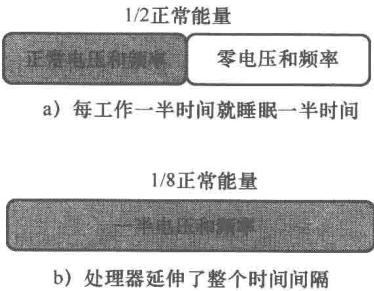 1/2正常能量
正常电压和频率
零电压和频率
a）每工作一半时间就睡眠一半时间
1/8正常能量
一半电压和频率
b）处理器延伸了整个时间间隔